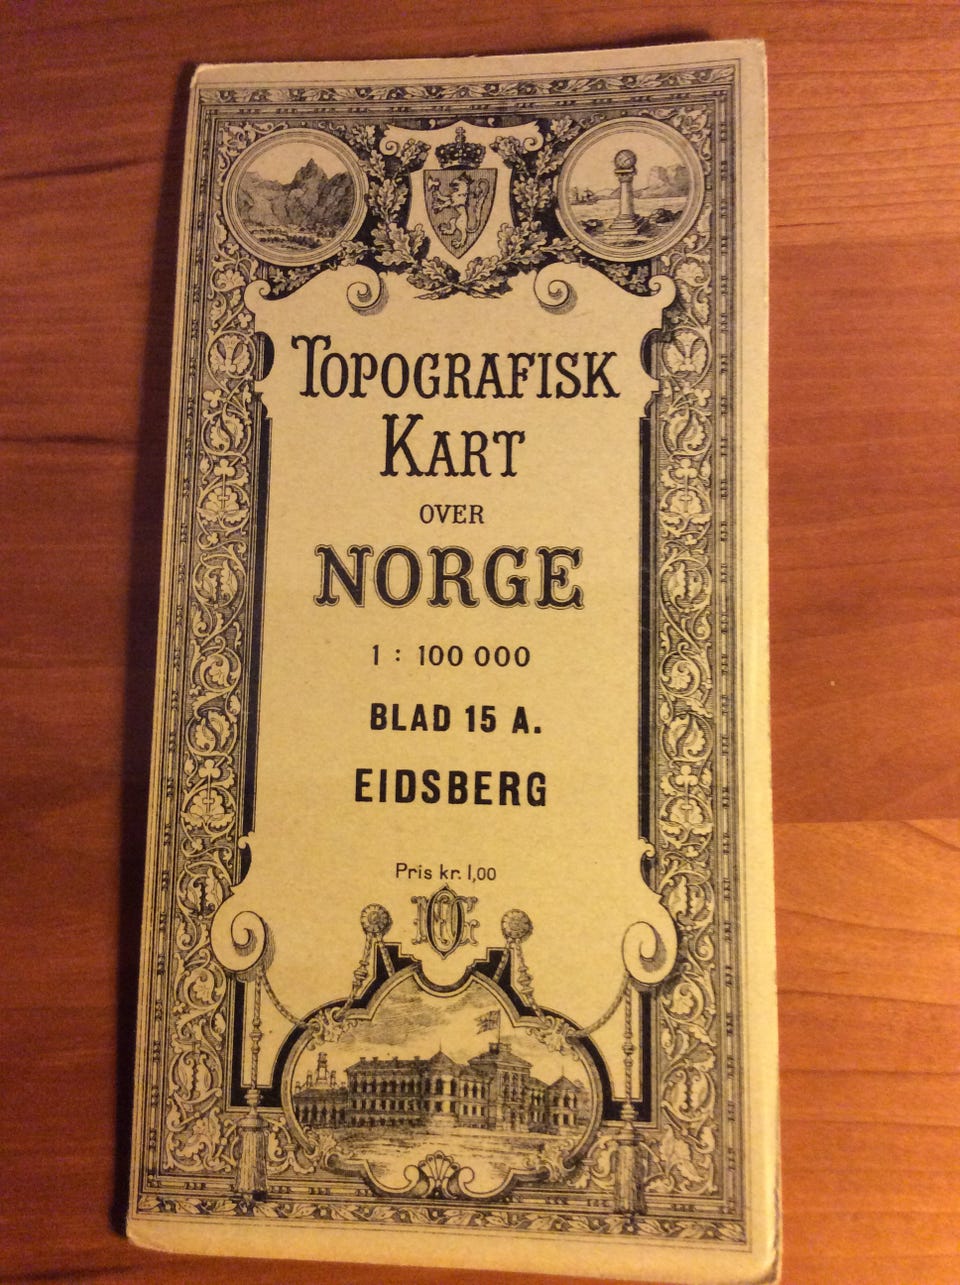 TOPOGRAFISK
KART
OVER
NORGE
1 : 100 000
BLAD 15 A.
EIDSBERG
Pris kr. 1,00